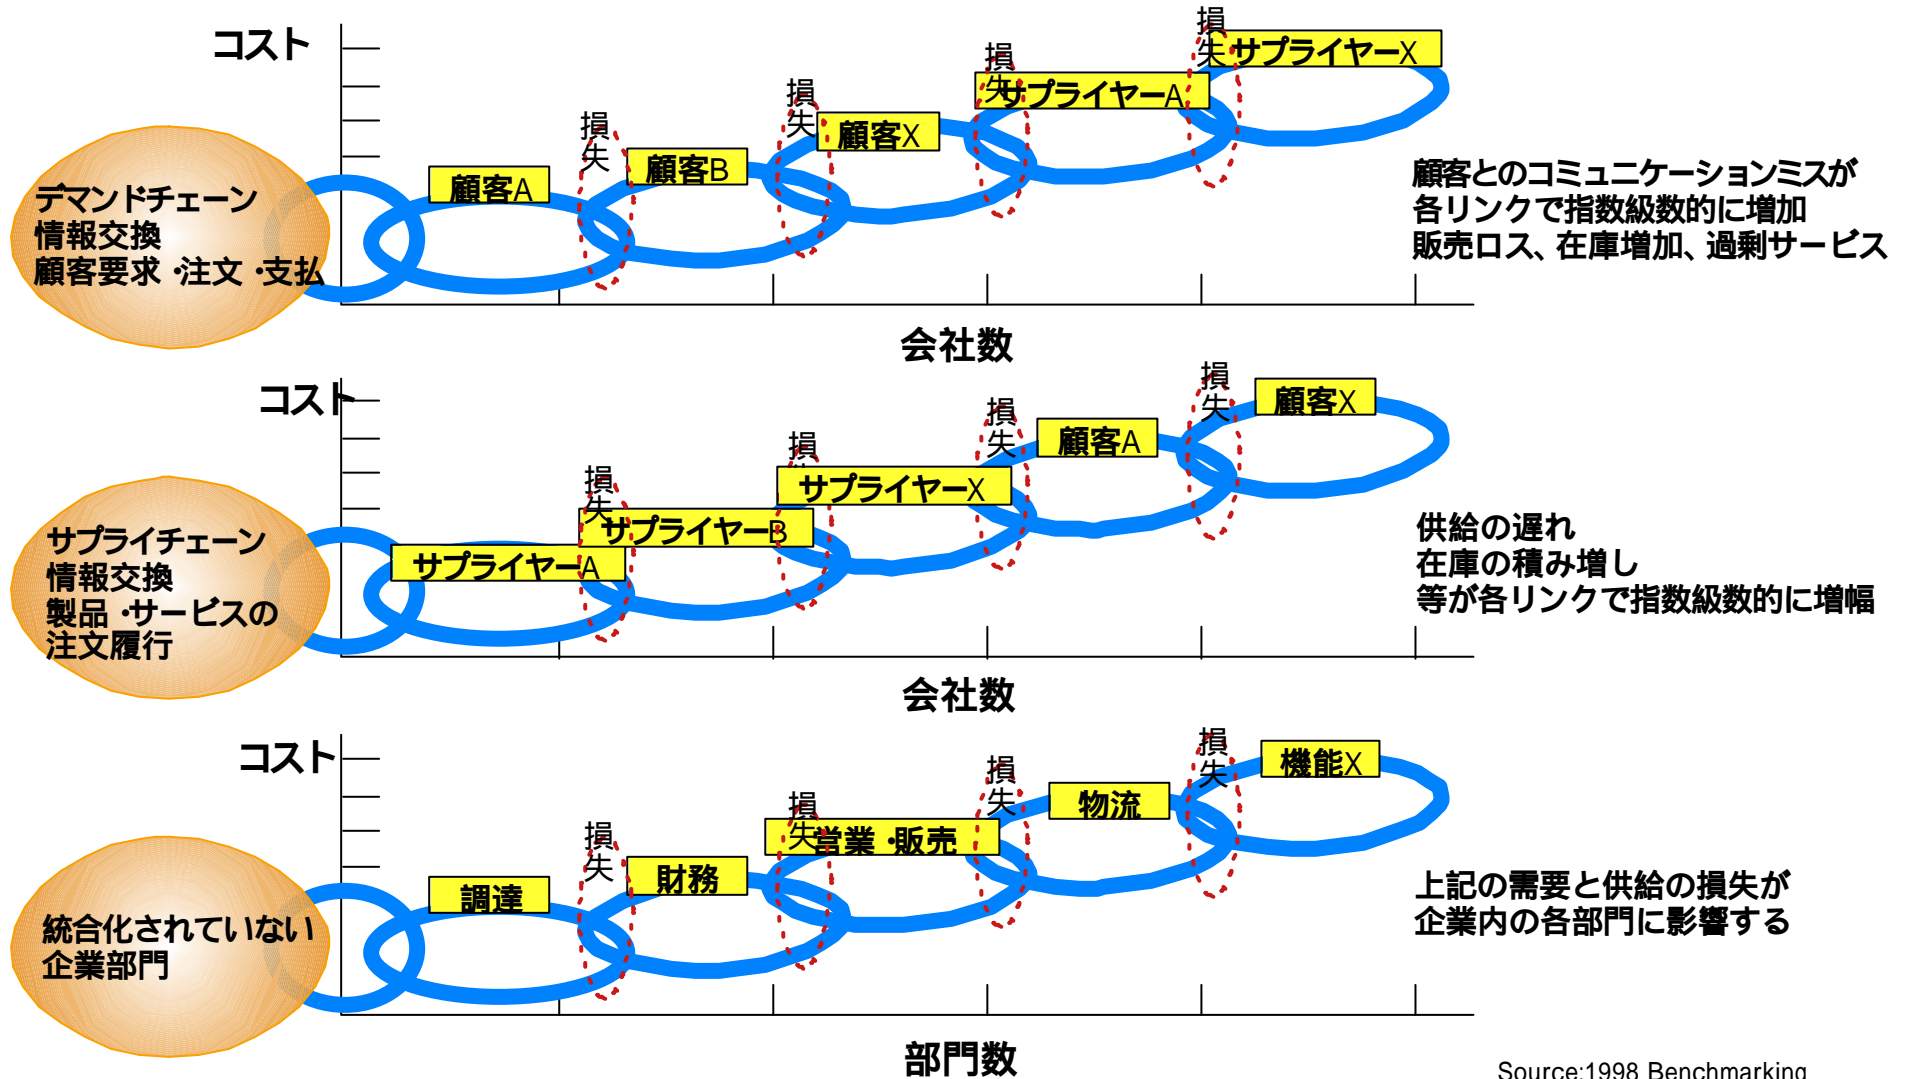 コスト
損失
サプライヤーX
損失
サプライヤーA
損失
顧客X
損失
顧客B
顧客A
デマンドチェーン
情報交換
顧客要求・注文・支払
顧客とのコミュニケーションミスが
各リンクで指数級数的に増加
販売ロス、在庫増加、過剰サービス
会社数
コスト
損失
顧客X
損失
顧客A
損失
サプライヤーX
損失
サプライヤーB
サプライヤーA
サプライチェーン
情報交換
製品・サービスの
注文履行
供給の遅れ
在庫の積み増し
等が各リンクで指数級数的に増幅
会社数
コスト
損失
機能X
損失
物流
損失
営業・販売
損失
財務
調達
統合化されていない
企業部門
上記の需要と供給の損失が
企業内の各部門に影響する
部門数
Source:1998 Benchmarking